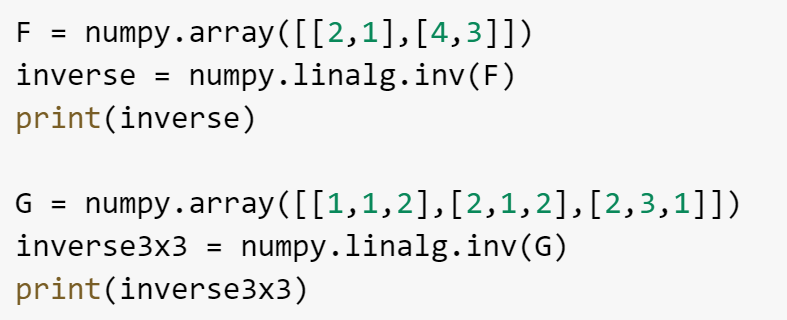 F = numpy.array([[2,1],[4,3]])
inverse = numpy.linalg.inv(F)
print(inverse)
G = numpy.array([[1,1,2],[2,1,2],[2,3,1]])
inverse3x3 = numpy.linalg.inv(G)
print(inverse3x3)